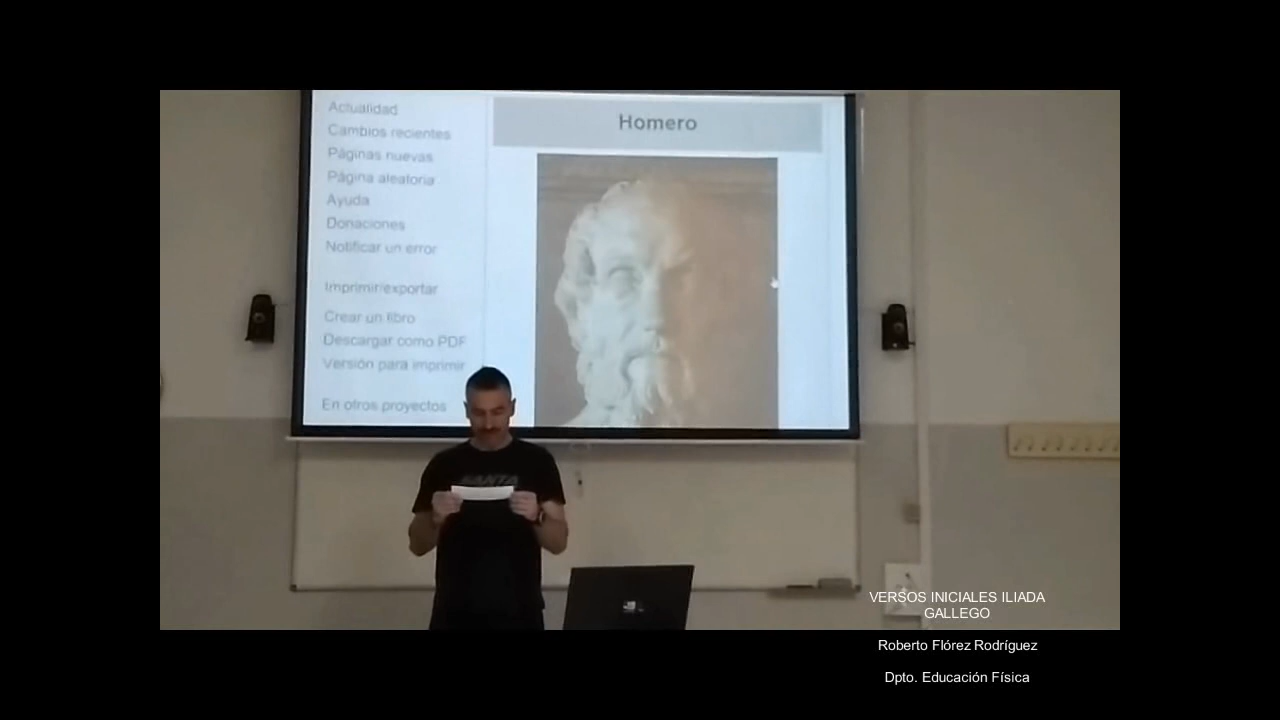 Actualidad
Cambios recientes
Páginas nuevas
Página aleatoria
Ayuda
Donaciones
Notificar un error
Imprimir/exportar
Crear un libro
Descargar como PDF
Versión para imprimir
En otros proyectos
Homero
VERSOS INICIALES ILIADA
GALLEGO
Roberto Flórez Rodríguez
Dpto. Educación Física